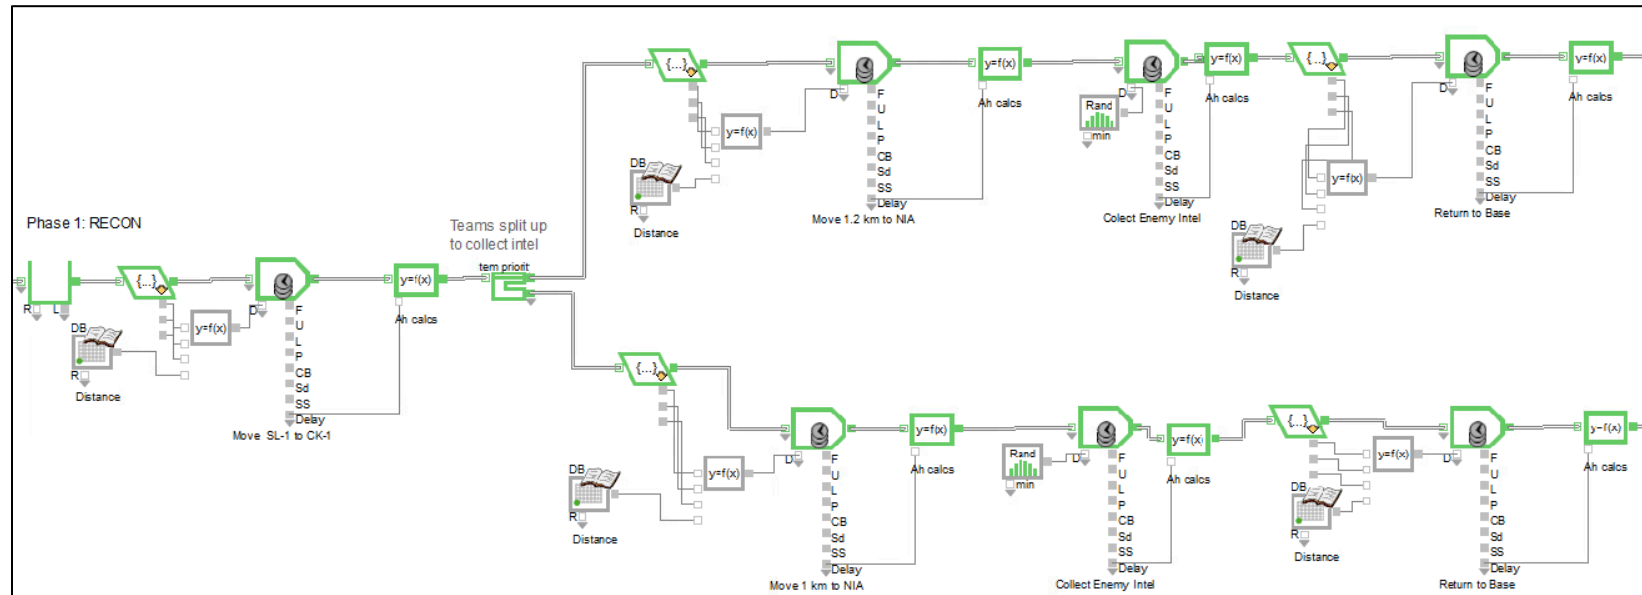 Phase 1: RECON
R
L
{...}
DB
R
Distance
y=f(x)
D
F
U
L
P
CB
Sd
SS
Delay
Move SL-1 to CK-1
y=f(x)
Ah calcs
Teams split up
to collect intel
tem priorit
{...}
DB
R
Distance
y=f(x)
D
F
U
L
P
CB
Sd
SS
Delay
Move 1.2 km to NIA
y=f(x)
Ah calcs
Rand
min
D
F
U
L
P
CB
Sd
SS
Delay
Colect Enemy Intel
y=f(x)
Ah calcs
{...}
DB
R
Distance
y=f(x)
D
F
U
L
P
CB
Sd
SS
Delay
Return to Base
y=f(x)
Ah calcs
{...}
DB
R
Distance
y=f(x)
D
F
U
L
P
CB
Sd
SS
Delay
Move 1 km to NIA
y=f(x)
Ah calcs
Rand
min
D
F
U
L
P
CB
Sd
SS
Delay
Collect Enemy Intel
y=f(x)
Ah calcs
{...}
DB
R
Distance
y=f(x)
D
F
U
L
P
CB
Sd
SS
Delay
Return to Base
y=f(x)
Ah calcs